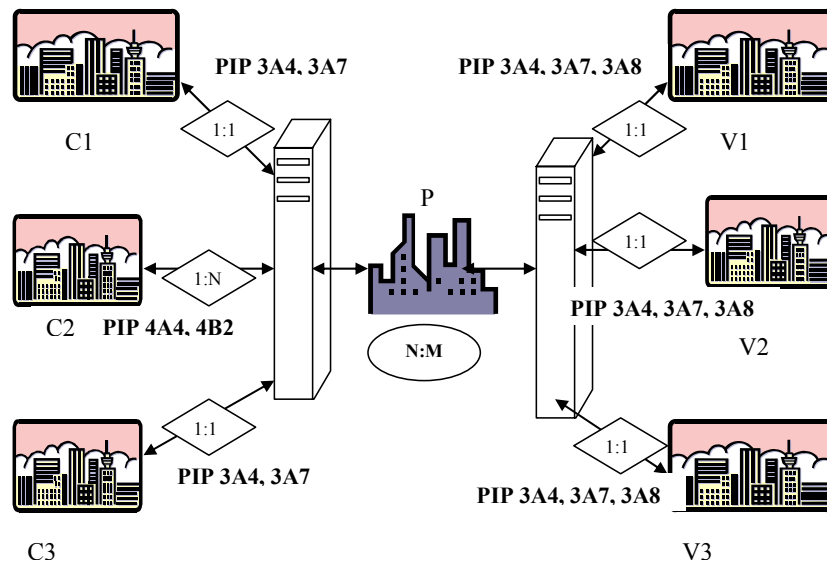 PIP 3A4, 3A7
PIP 3A4, 3A7, 3A8
1:1
1:1
C1
V1
P
1:N
1:1
C2
PIP 4A4, 4B2
PIP 3A4, 3A7, 3A8
V2
N:M
1:1
1:1
PIP 3A4, 3A7
PIP 3A4, 3A7, 3A8
C3
V3